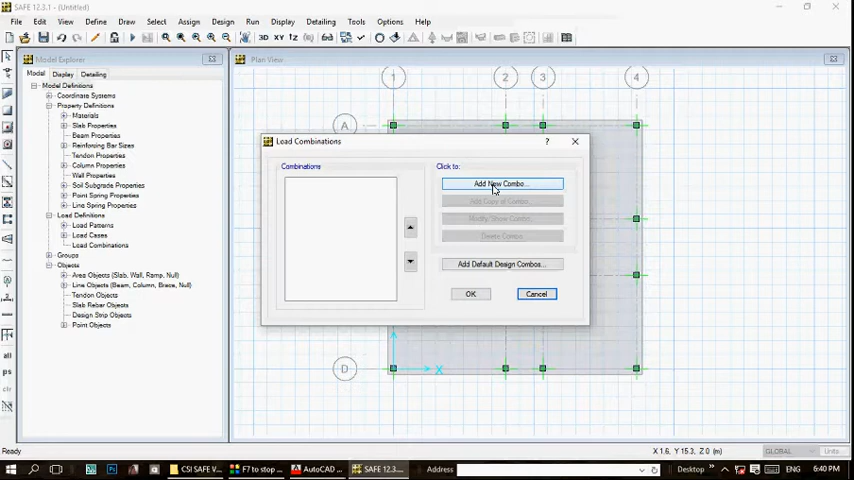 SAFE 12.3.1 -
File Edit View Define Draw Select Assign Design Run Display Detailing Tools Options Help
3D XY XZ
Model Explorer
Plan View
Model Display Detailing
Model Definitions
Coordinate Systems
Property Definitions
Materials
Slab Properties
Beam Properties
Reinforcing Bar Sizes
Tendon Properties
Column Properties
Wall Properties
Soil Subgrade Properties
Point Spring Properties
Line Spring Properties
Load Definitions
Load Patterns
Load Cases
Load Combinations
Groups
Objects
Area Objects (Slab, Wall, Ramp, Null)
Line Objects (Beam, Column, Brace, Null)
Tendon Objects
Slab Rebar Objects
Design Strip Objects
Point Objects
1 2 3 4
A
D
X
Load Combinations
?
Combinations
Click to:
Add New Combo...
Add Copy of Combo...
Modify/Show Combo...
Delete Combo
Add Default Design Combos...
OK
Cancel
all
ps
clr
Ready
X 1.6, Y 15.3, Z 0 (m)
GLOBAL
Units
CSI SAFE V...
F7 to stop ...
AutoCAD ...
SAFE 12.3....
Address
Desktop
ENG
6:40 PM